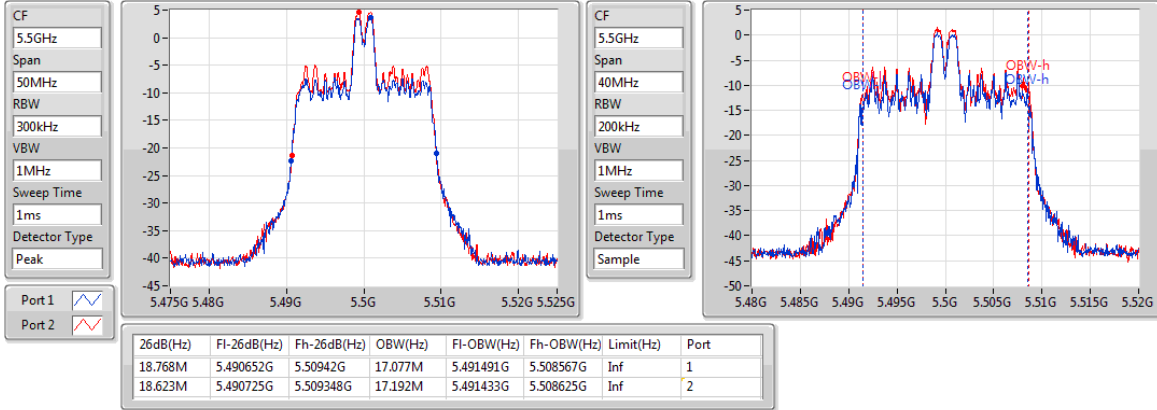 CF
5.5GHz
Span
50MHz
RBW
300kHz
VBW
1MHz
Sweep Time
1ms
Detector Type
Peak
Port 1
Port 2
5
0
-5
-10
-15
-20
-25
-30
-35
-40
-45
5.475G 5.48G 5.49G 5.5G 5.51G 5.52G 5.525G
CF
5.5GHz
Span
40MHz
RBW
200kHz
VBW
1MHz
Sweep Time
1ms
Detector Type
Sample
5
0
-5
-10
-15
-20
-25
-30
-35
-40
-45
-50
OBW-h
OBW-h
5.48G 5.485G 5.49G 5.495G 5.5G 5.505G 5.51G 5.515G 5.52G
26dB(Hz) Fl-26dB(Hz) Fh-26dB(Hz) OBW(Hz) Fl-OBW(Hz) Fh-OBW(Hz) Limit(Hz) Port
18.768M 5.490652G 5.50942G 17.077M 5.491491G 5.508567G Inf 1
18.623M 5.490725G 5.509348G 17.192M 5.491433G 5.508625G Inf 2